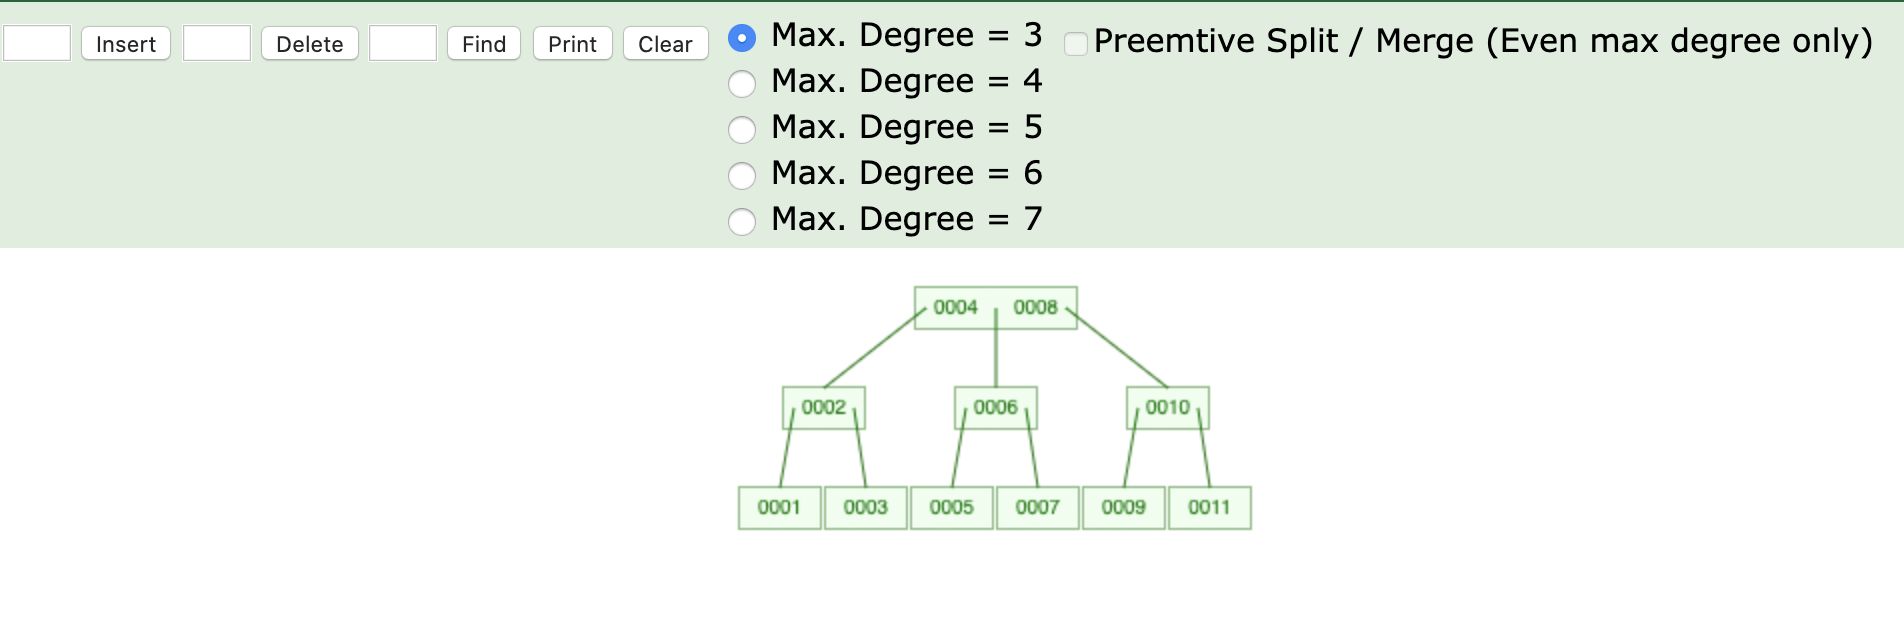 Insert Delete Find Print Clear Max. Degree = 3 Preemtive Split / Merge (Even max degree only)
Max. Degree = 4
Max. Degree = 5
Max. Degree = 6
Max. Degree = 7
0004 0008
0002 0006 0010
0001 0003 0005 0007 0009 0011